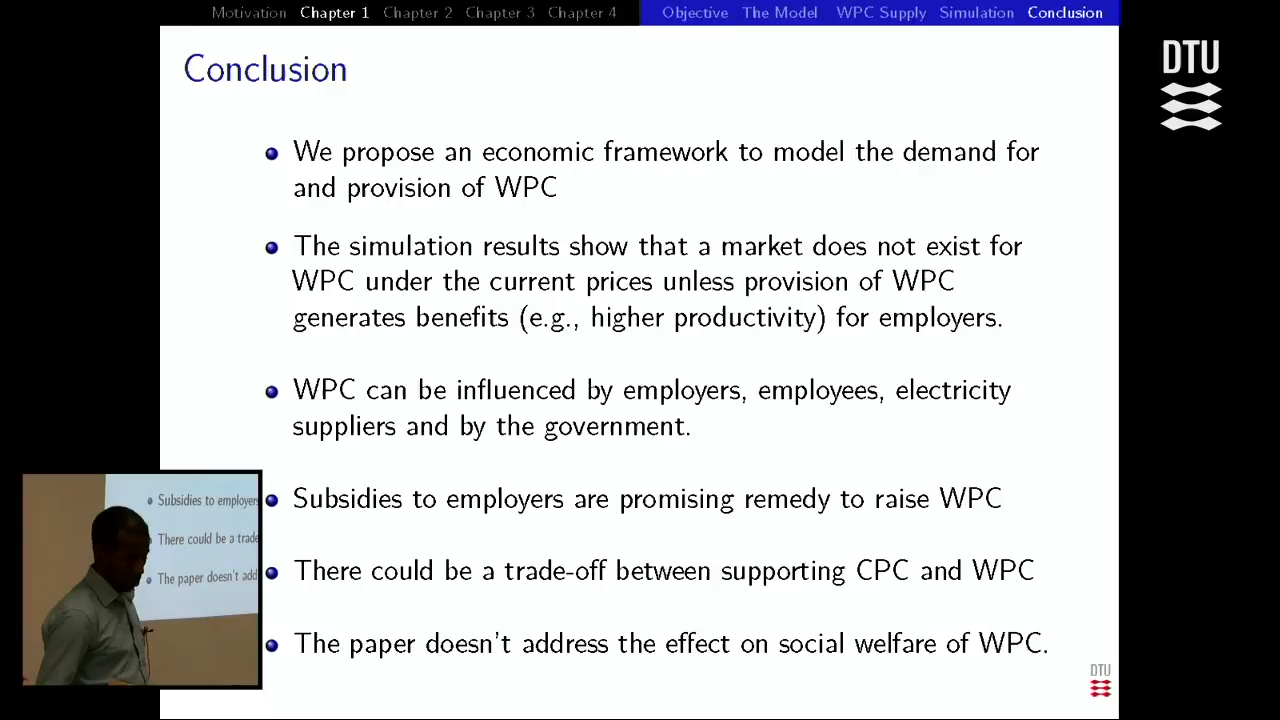 Motivation Chapter 1 Chapter 2 Chapter 3 Chapter 4 Objective The Model WPC Supply Simulation Conclusion
DTU
Conclusion
We propose an economic framework to model the demand for
and provision of WPC
The simulation results show that a market does not exist for
WPC under the current prices unless provision of WPC
generates benefits (e.g., higher productivity) for employers.
WPC can be influenced by employers, employees, electricity
suppliers and by the government.
Subsidies to employers are promising remedy to raise WPC
There could be a trade-off between supporting CPC and WPC
The paper doesn't address the effect on social welfare of WPC.
DTU
Subsidies to employers
There could be a trade
The paper doesn't add